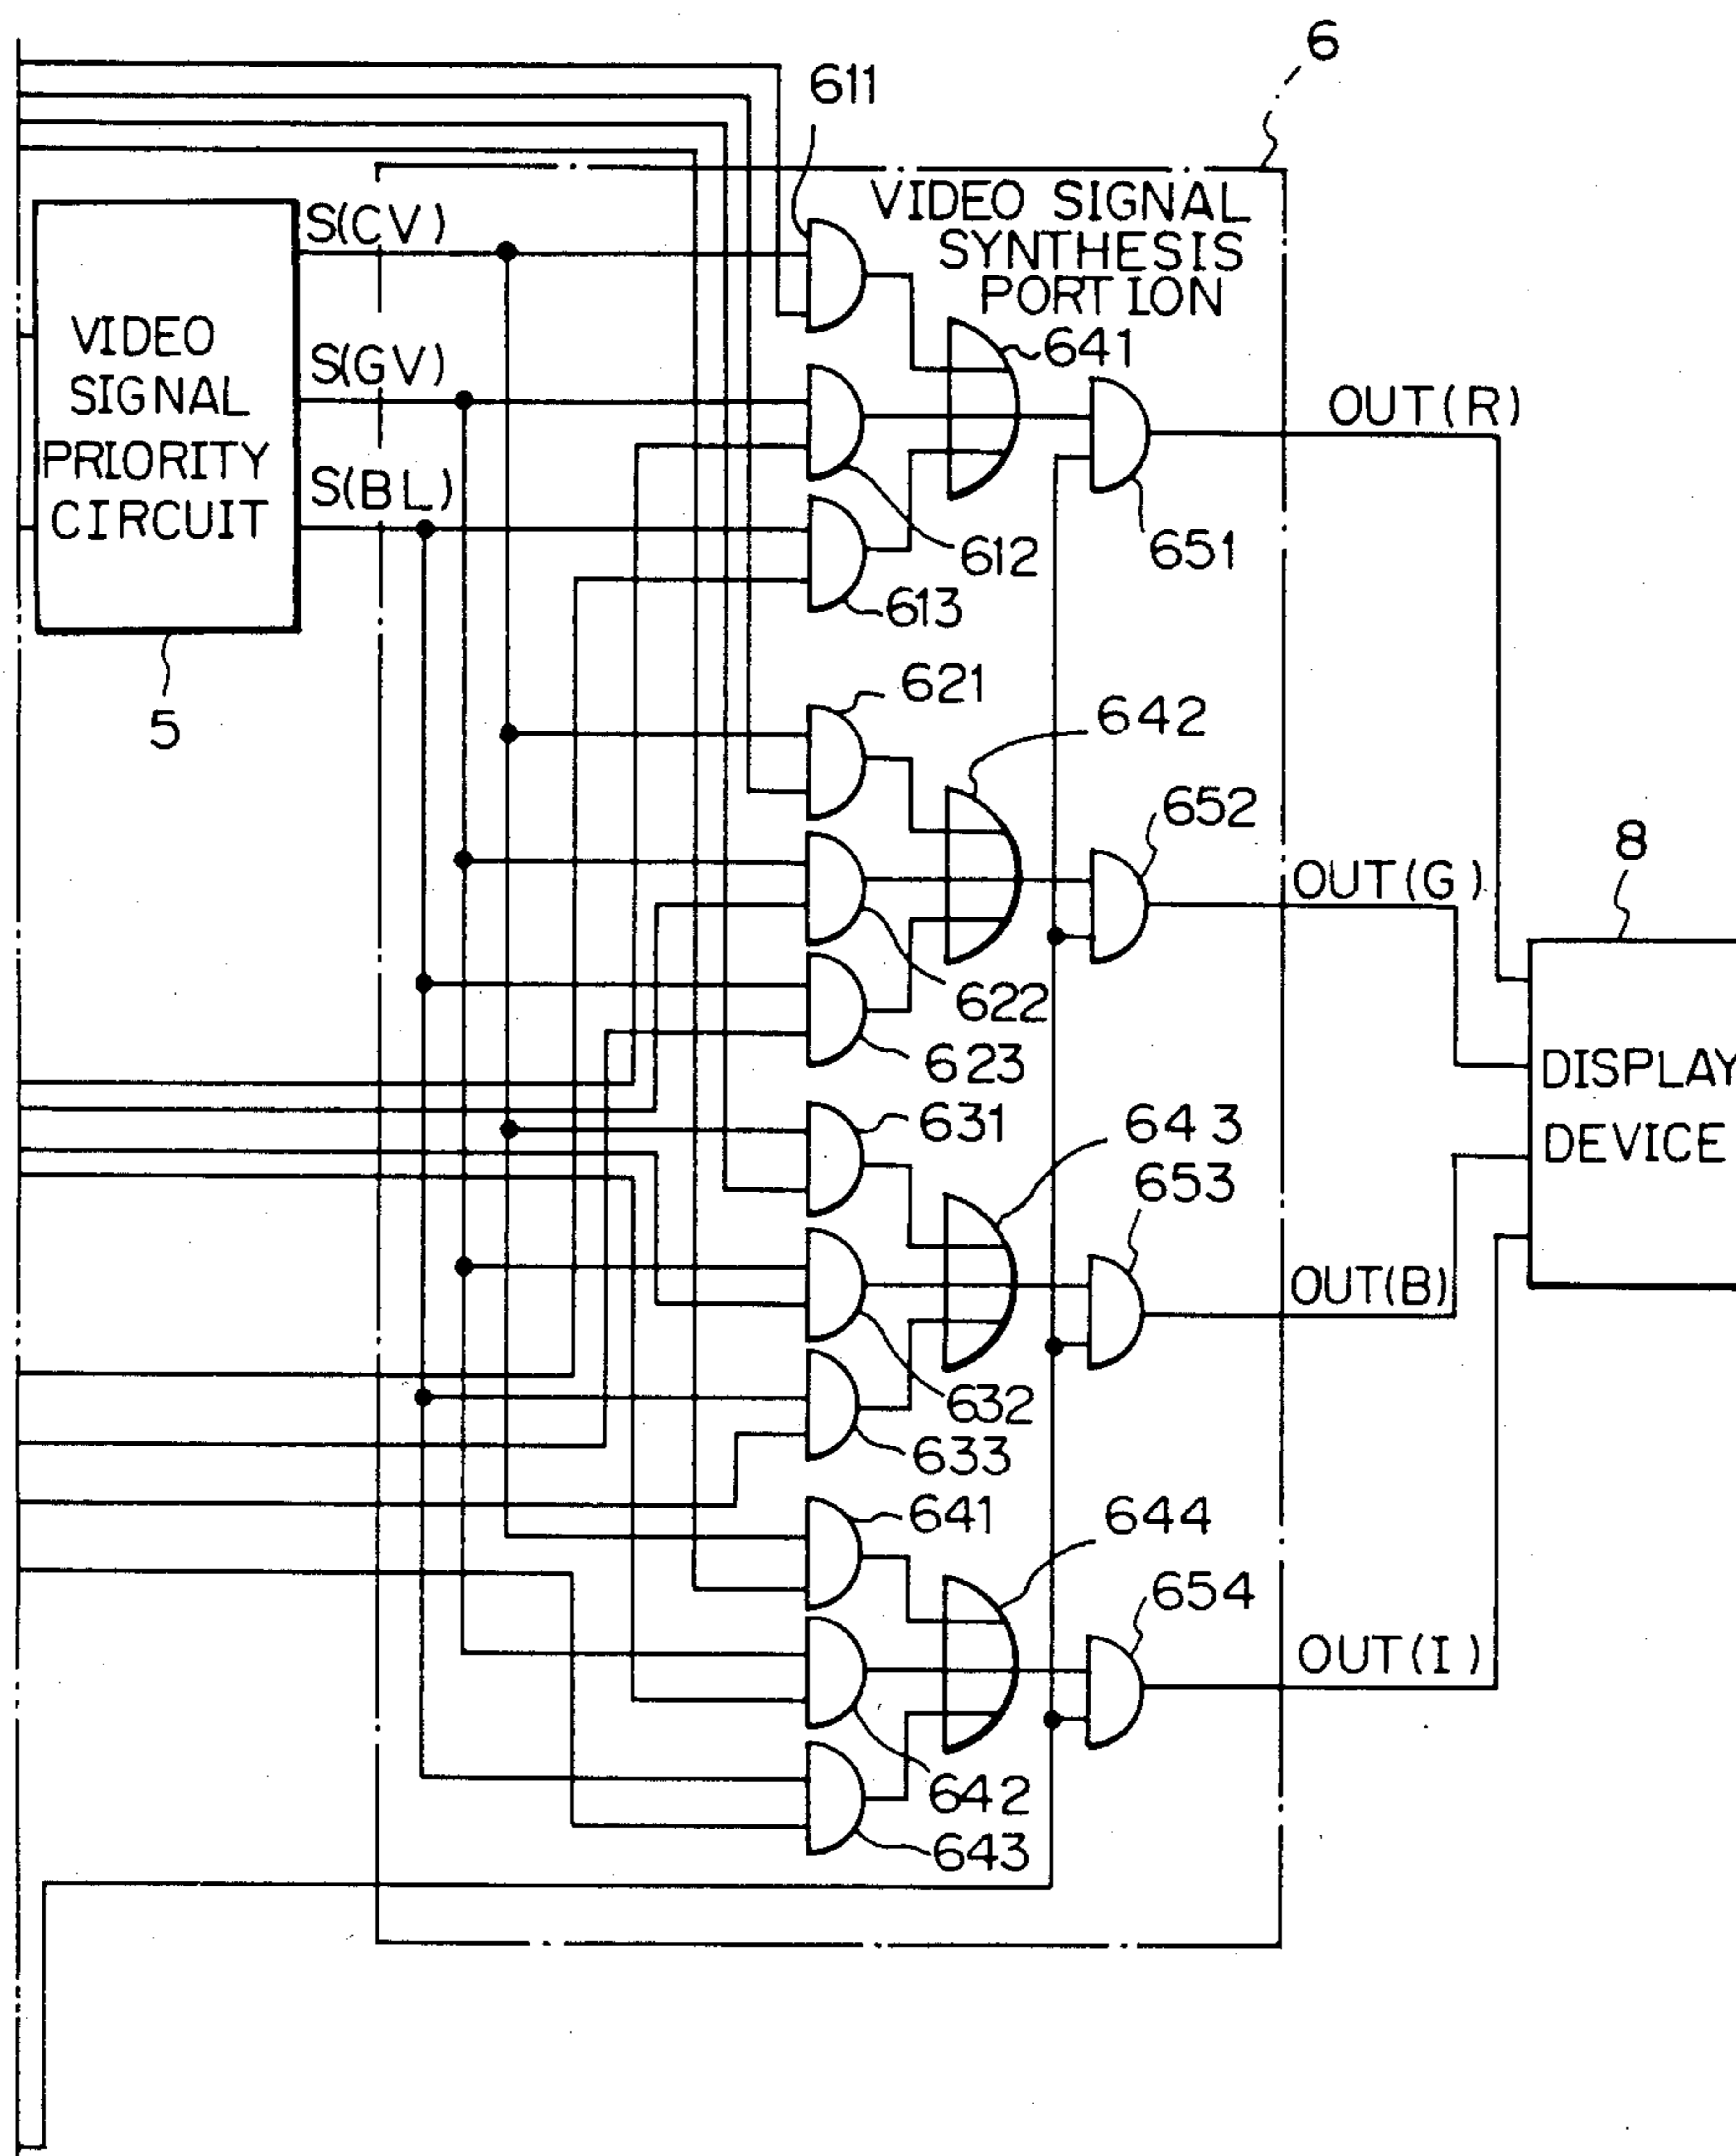 6
611
VIDEO SIGNAL
SYNTHESIS
PORTION
S(CV)
VIDEO
SIGNAL
PRIORITY
CIRCUIT
S(GV)
S(BL)
641
OUT(R)
612
651
613
5
621
642
652
8
OUT(G)
622
623
DISPLAY
DEVICE
631
643
653
OUT(B)
632
633
641
644
654
OUT(I)
642
643